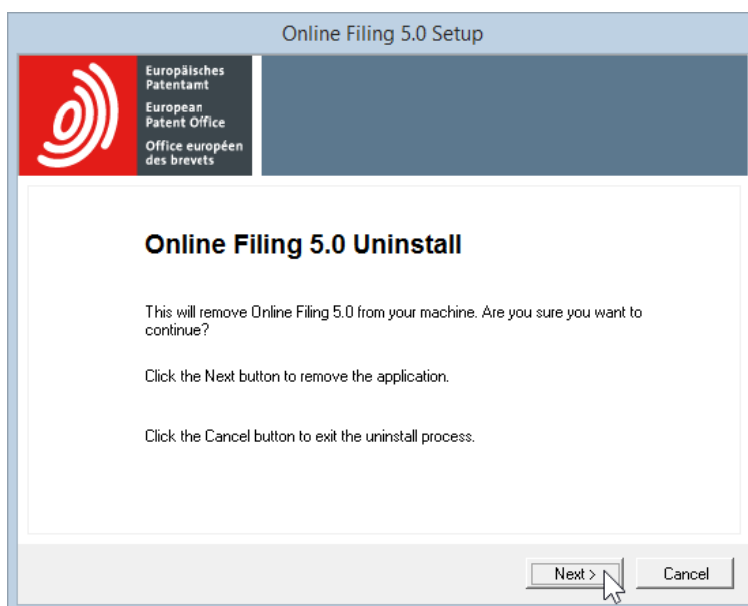 Online Filing 5.0 Setup
Europäisches
Patentamt
European
Patent Office
Office européen
des brevets
Online Filing 5.0 Uninstall
This will remove Online Filing 5.0 from your machine. Are you sure you want to
continue?
Click the Next button to remove the application.
Click the Cancel button to exit the uninstall process.
Next >
Cancel